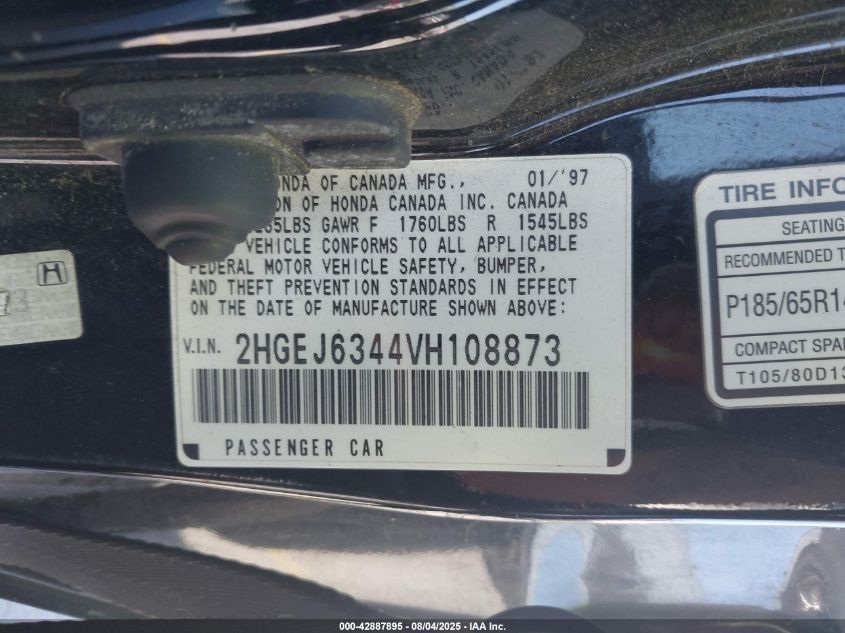 ONDA OF CANADA MFG., 01/'97
ION OF HONDA CANADA INC. CANADA
65LBS GAWR F 1760LBS R 1545LBS
VEHICLE CONFORMS TO ALL APPLICABLE
FEDERAL MOTOR VEHICLE SAFETY, BUMPER,
AND THEFT PREVENTION STANDARDS IN EFFECT
ON THE DATE OF MANUFACTURE SHOWN ABOVE:
V.I.N. 2HGEJ6344VH108873
PASSENGER CAR
TIRE INFO
SEATING
RECOMMENDED T
P185/65R14
COMPACT SPA
T105/80D13
000-42887895 - 08/04/2025 - IAA Inc.